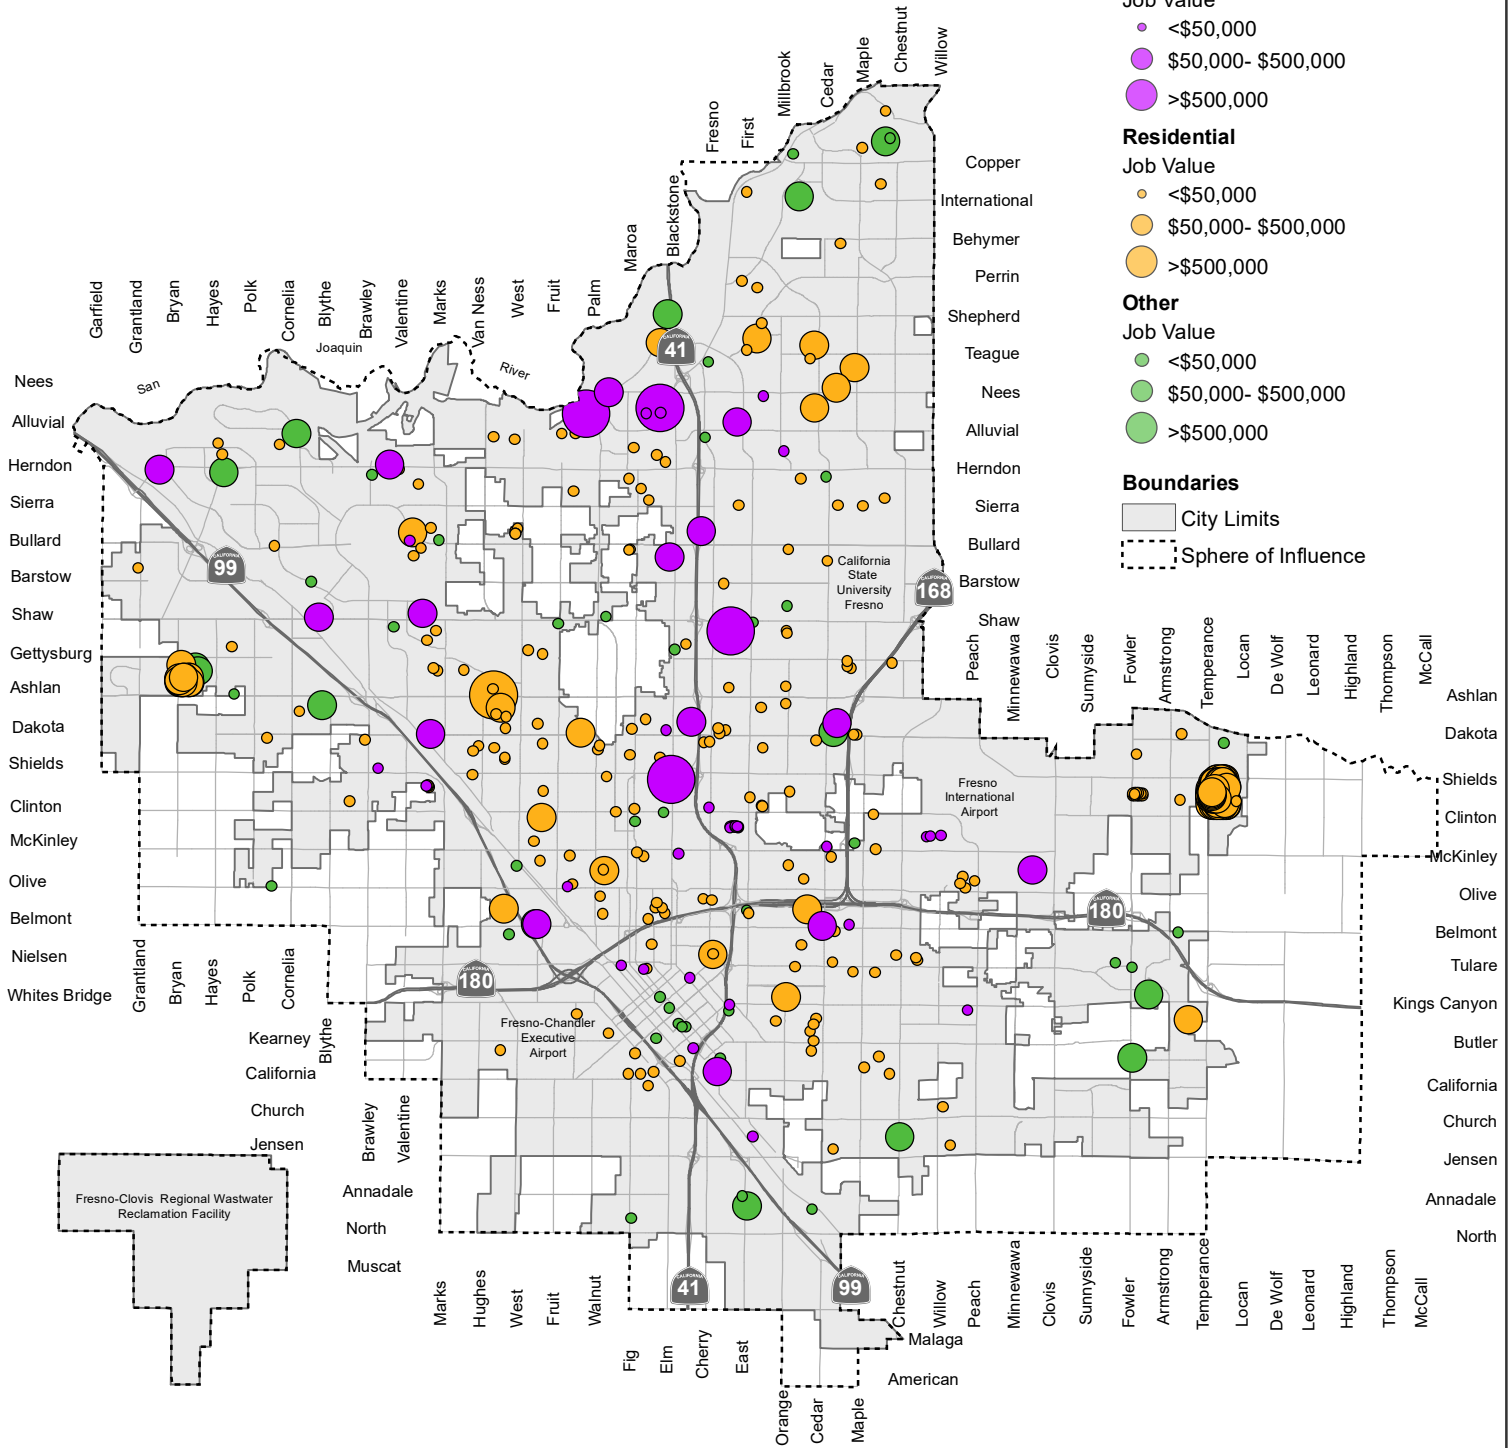 Job Value
<$50,000
$50,000- $500,000
>$500,000
Residential
Job Value
<$50,000
$50,000- $500,000
>$500,000
Other
Job Value
<$50,000
$50,000- $500,000
>$500,000
Boundaries
City Limits
Sphere of Influence
Garfield
Grantland
Bryan
Hayes
Polk
Cornelia
Blythe
Brawley
Valentine
Marks
Van Ness
West
Fruit
Palm
Maroa
Blackstone
Fresno
First
Millbrook
Cedar
Maple
Chestnut
Willow
San
Joaquin
River
Nees
Alluvial
Herndon
Sierra
Bullard
Barstow
Shaw
Gettysburg
Ashlan
Dakota
Shields
Clinton
McKinley
Olive
Belmont
Nielsen
Whites Bridge
Copper
International
Behymer
Perrin
Shepherd
Teague
Nees
Alluvial
Herndon
Sierra
Bullard
Barstow
Shaw
CALIFORNIA
41
CALIFORNIA
99
CALIFORNIA
168
California
State
University
Fresno
Peach
Minnewawa
Clovis
Sunnyside
Fowler
Armstrong
Temperance
Locan
De Wolf
Leonard
Highland
Thompson
McCall
Ashlan
Dakota
Shields
Clinton
McKinley
Olive
Belmont
Tulare
Kings Canyon
Butler
California
Church
Jensen
Annadale
North
Fresno
International
Airport
CALIFORNIA
180
CALIFORNIA
180
Fresno-Chandler
Executive
Airport
Grantland
Bryan
Hayes
Polk
Cornelia
Blythe
Kearney
California
Church
Jensen
Brawley
Valentine
Annadale
North
Muscat
Fresno-Clovis Regional Wastwater
Reclamation Facility
CALIFORNIA
41
CALIFORNIA
99
Marks
Hughes
West
Fruit
Walnut
Fig
Elm
Cherry
East
Orange
Cedar
Maple
Chestnut
Willow
Peach
Minnewawa
Clovis
Sunnyside
Fowler
Armstrong
Temperance
Locan
De Wolf
Leonard
Highland
Thompson
McCall
Malaga
American